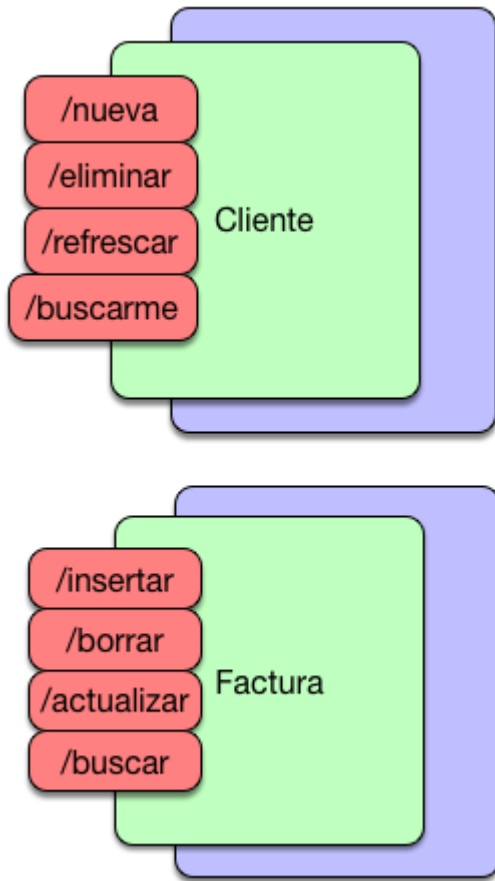 /nueva
/eliminar
/refrescar
/buscarme
Cliente
/insertar
/borrar
/actualizar
/buscar
Factura